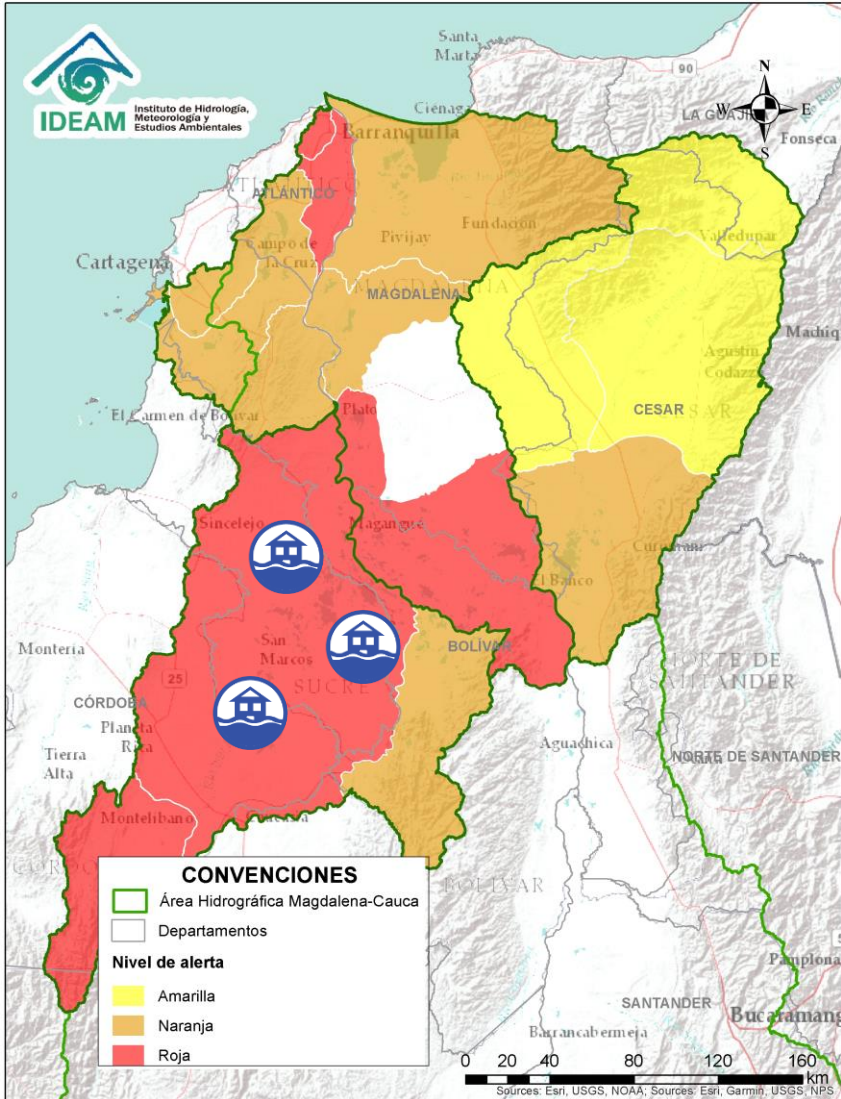 IDEAM
Instituto de Hidrología,
Meteorología y
Estudios Ambientales
Santa
Marta
90
N
W
E
S
LA GUAJIRA
Fonseca
Ciénaga
Barranquilla
ATLÁNTICO
Campo de
la Cruz
Pivijay
Fundación
Valledupar
Cartagena
MAGDALENA
Agustín
Codazzi
CESAR
El Carmen de Bolívar
Plato
Sincelejo
Magangué
Curumaní
El Banco
Montería
San
Marcos
BOLÍVAR
SUCRE
NORTE DE
SANTANDER
CÓRDOBA
25
Planeta
Rica
Tierra
Alta
Aguachica
NORTE DE SANTANDER
Montelíbano
BOLÍVAR
CONVENCIONES
Área Hidrográfica Magdalena-Cauca
Departamentos
Nivel de alerta
Amarilla
Naranja
Roja
Pamplona
SANTANDER
Bucaramang
Barrancabermeja
0 20 40 80 120 160
km
Sources: Esri, USGS, NOAA; Sources: Esri, Garmin, USGS, NPS